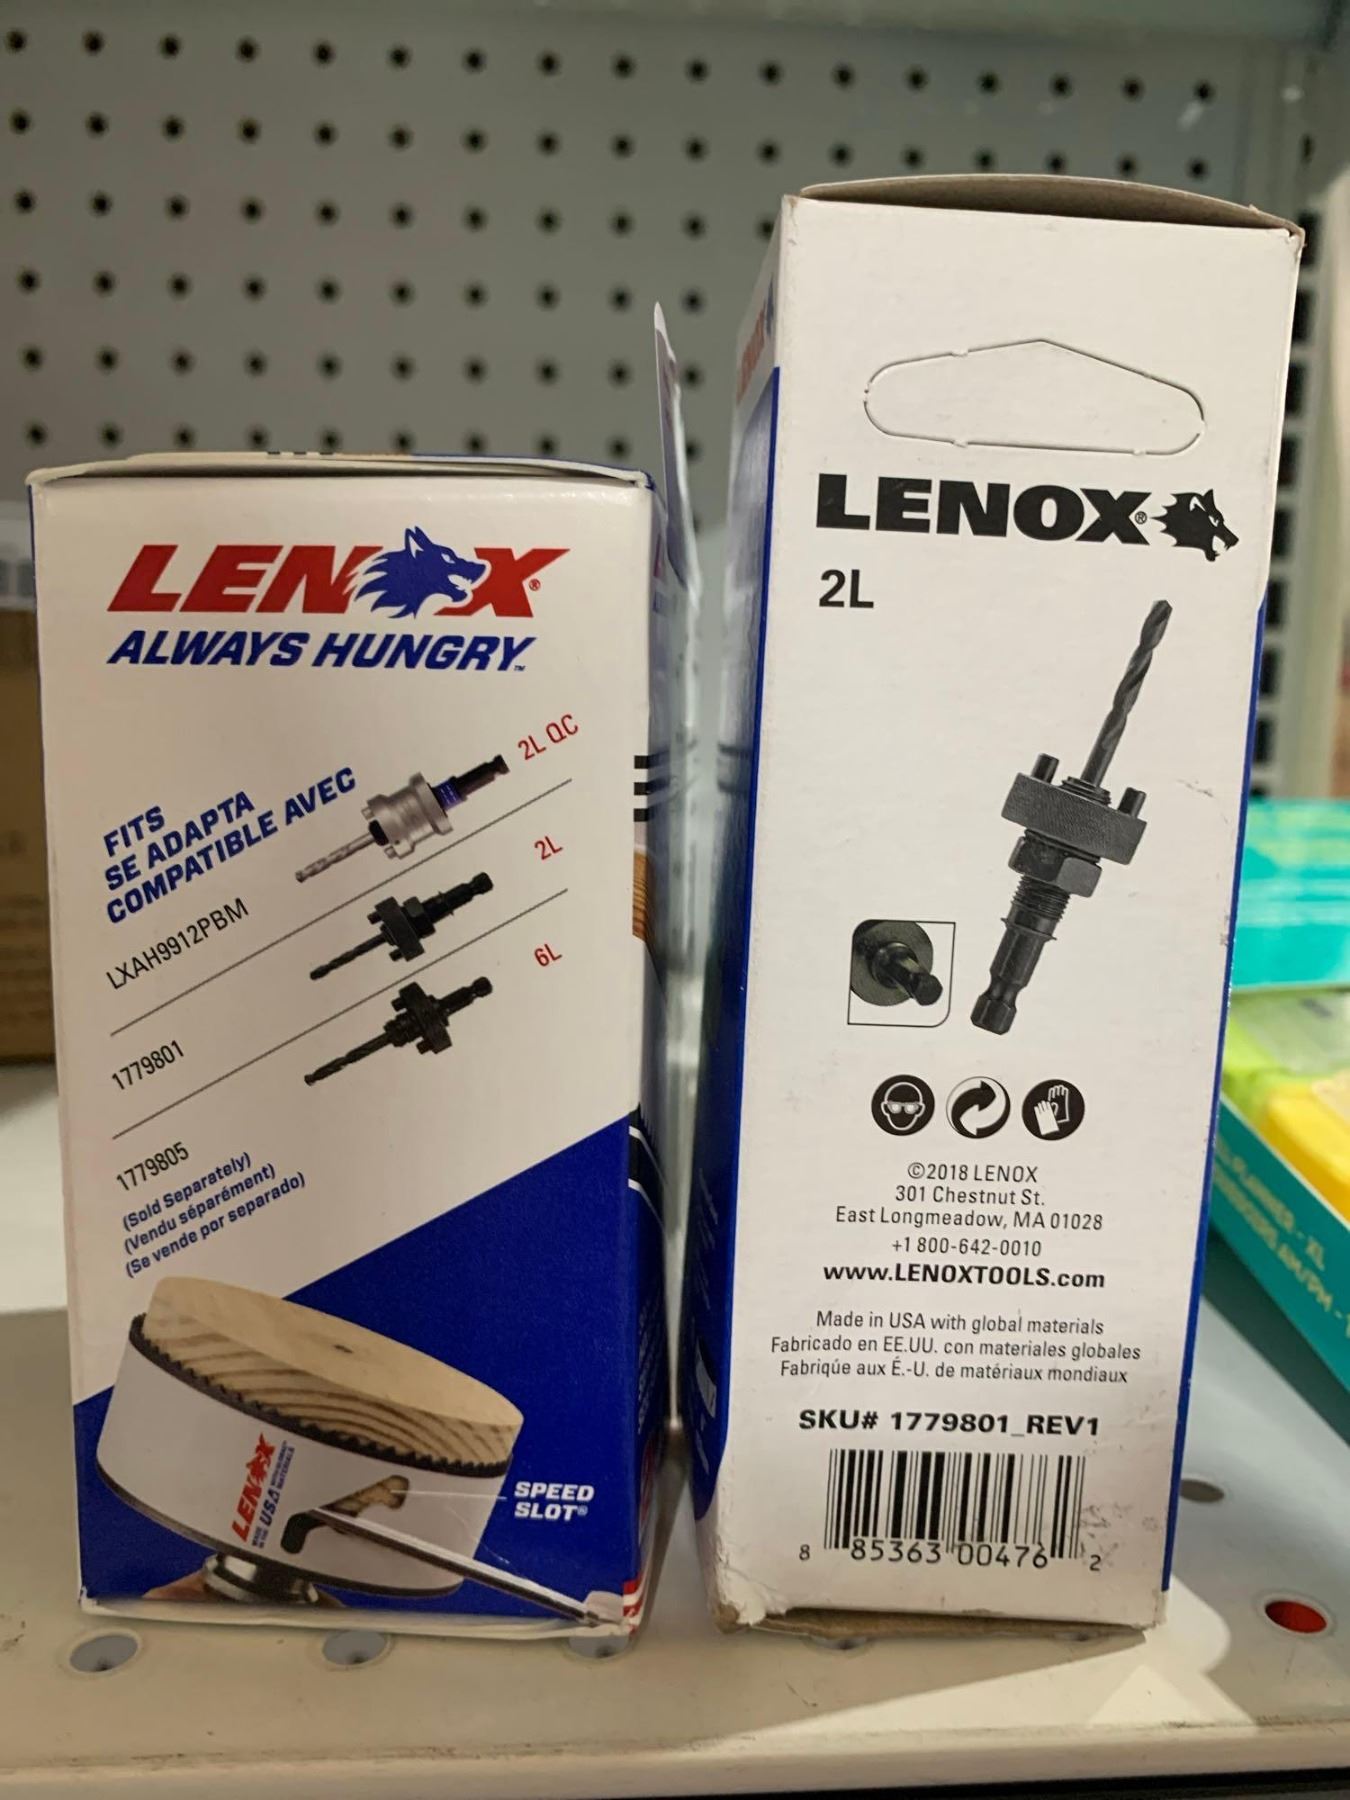 LENOX®
ALWAYS HUNGRY™
FITS
SE ADAPTA
COMPATIBLE AVEC
2L QC
LXAH9912PBM
2L
1779801
6L
1779805
(Sold Separately)
(Vendu séparément)
(Se vende por separado)
LENOX
USA
SPEED
SLOT®
LENOX®
2L
©2018 LENOX
301 Chestnut St.
East Longmeadow, MA 01028
+1 800-642-0010
www.LENOXTOOLS.com
Made in USA with global materials
Fabricado en EE.UU. con materiales globales
Fabriqúe aux É.-U. de matériaux mondiaux
SKU# 1779801_REV1
8 85363 00476 2